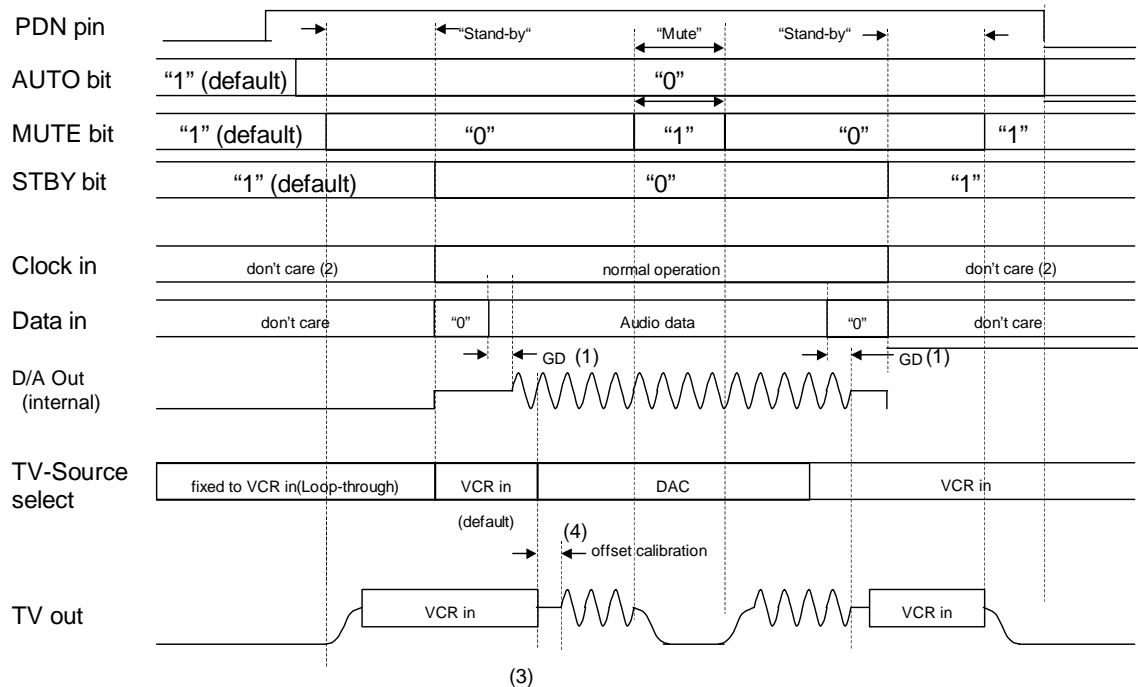 PDN pin
“Stand-by“
“Mute”
“Stand-by“
AUTO bit
“1” (default)
“0”
MUTE bit
“1” (default)
“0”
“1”
“0”
“1”
STBY bit
“1” (default)
“0”
“1”
Clock in
don’t care (2)
normal operation
don’t care (2)
Data in
don’t care
“0”
Audio data
“0”
don’t care
GD (1)
GD (1)
D/A Out
(internal)
TV-Source
select
fixed to VCR in(Loop-through)
VCR in
DAC
VCR in
(default)
(4)
offset calibration
TV out
VCR in
VCR in
(3)